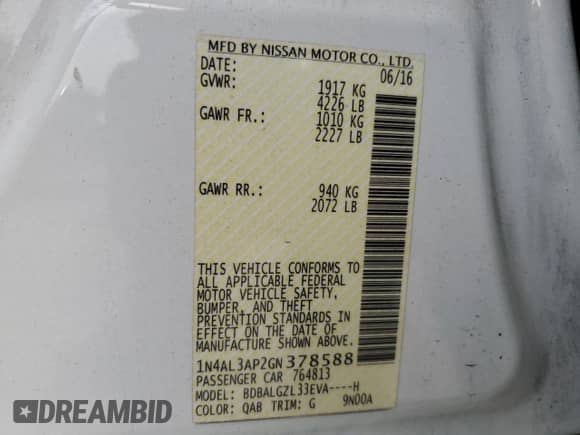 MFD BY NISSAN MOTOR CO., LTD.
DATE: 06/16
GVWR: 1917 KG
4226 LB
GAWR FR.: 1010 KG
2227 LB
GAWR RR.: 940 KG
2072 LB
THIS VEHICLE CONFORMS TO
ALL APPLICABLE FEDERAL
MOTOR VEHICLE SAFETY,
BUMPER, AND THEFT
PREVENTION STANDARDS IN
EFFECT ON THE DATE OF
MANUFACTURE SHOWN ABOVE.
1N4AL3AP2GN378588
PASSENGER CAR 764813
MODEL: BDBALGZL33EVA----H
COLOR: QAB TRIM: G 9N00A
DREAMBID